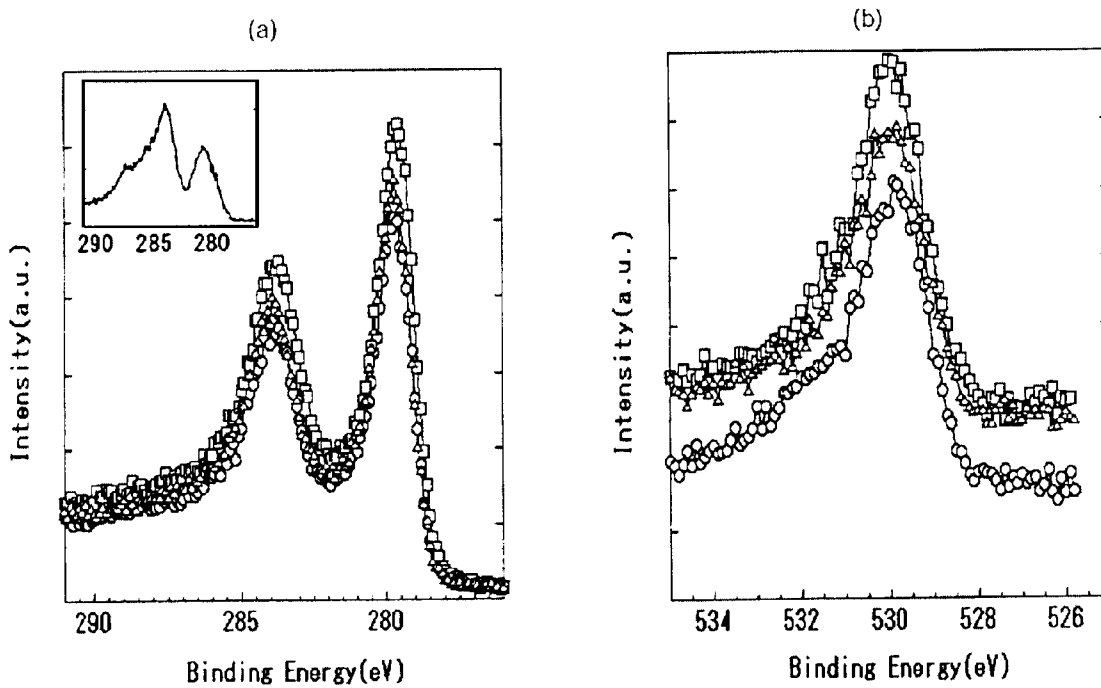 (a)
290 285 280
Intensity(a.u.)
290 285 280
Binding Energy(eV)
(b)
Intensity(a.u.)
534 532 530 528 526
Binding Energy(eV)